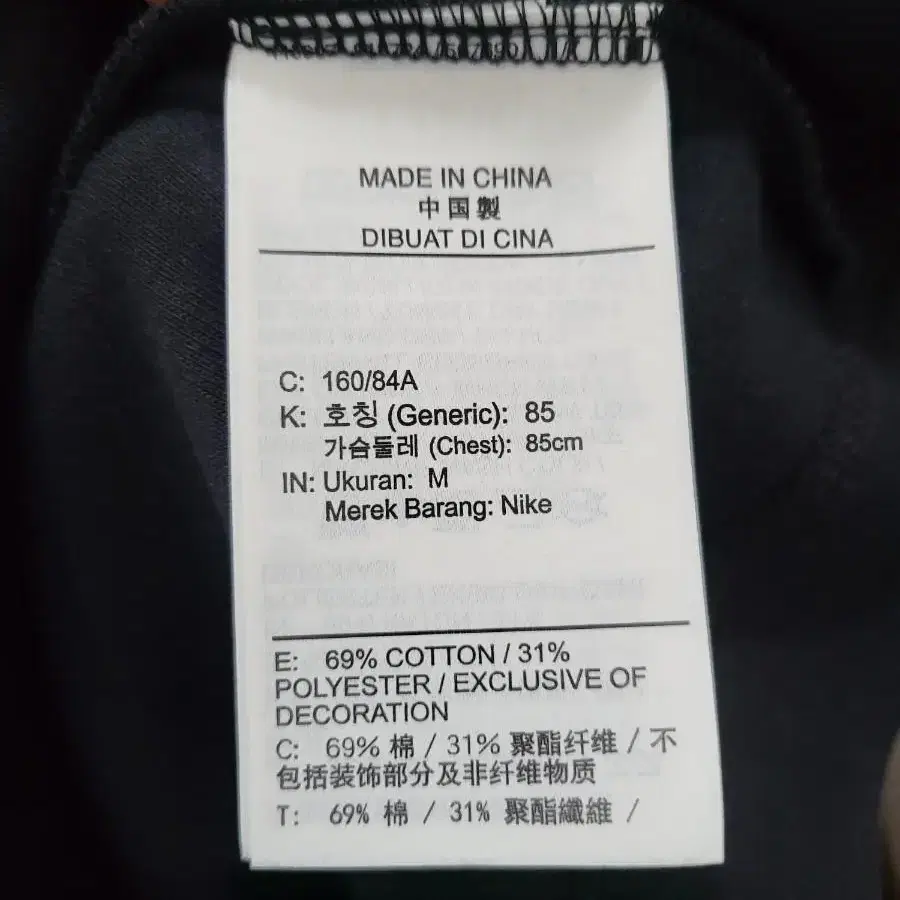 MADE IN CHINA
中国製
DIBUAT DI CINA
C: 160/84A
K: 호칭 (Generic): 85
가슴둘레 (Chest): 85cm
IN: Ukuran: M
Merek Barang: Nike
E: 69% COTTON / 31%
POLYESTER / EXCLUSIVE OF
DECORATION
C: 69% 棉 / 31% 聚酯纤维 / 不
包括装饰部分及非纤维物质
T: 69% 棉 / 31% 聚酯纖維 /